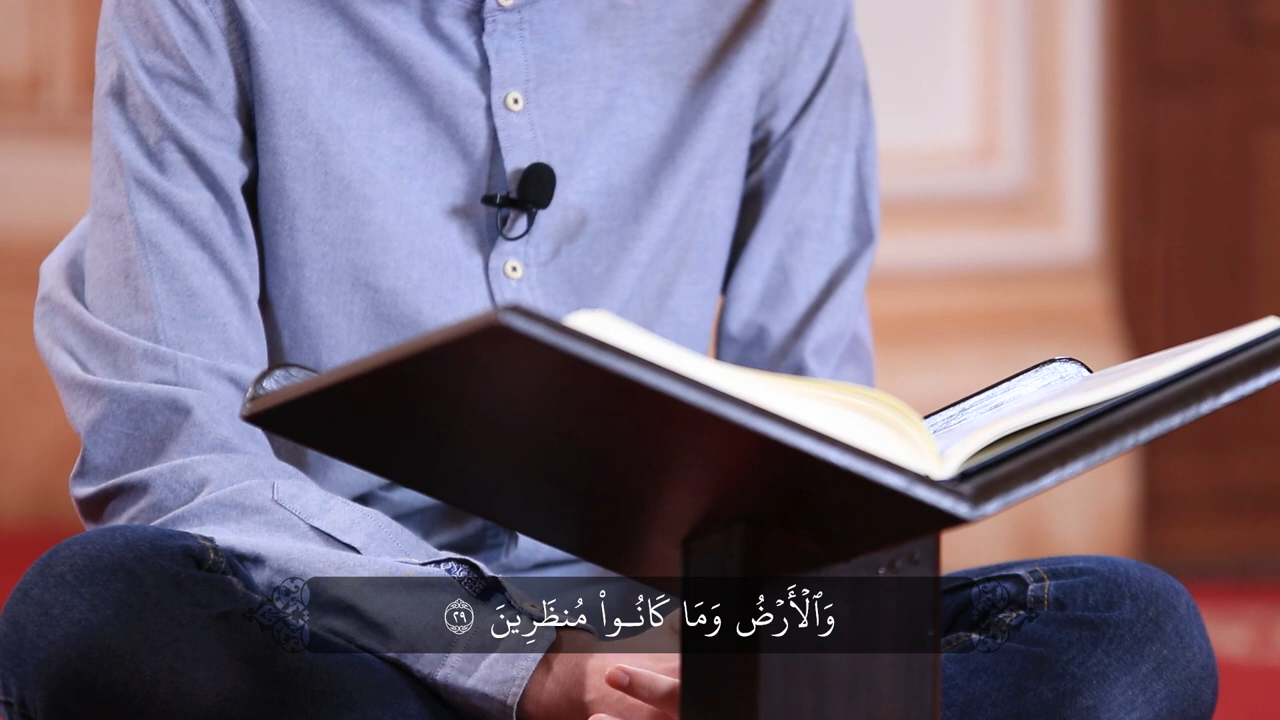 وَٱلْأَرْضُ وَمَا كَانُوا۟ مُنظَرِينَ ۝٢٩